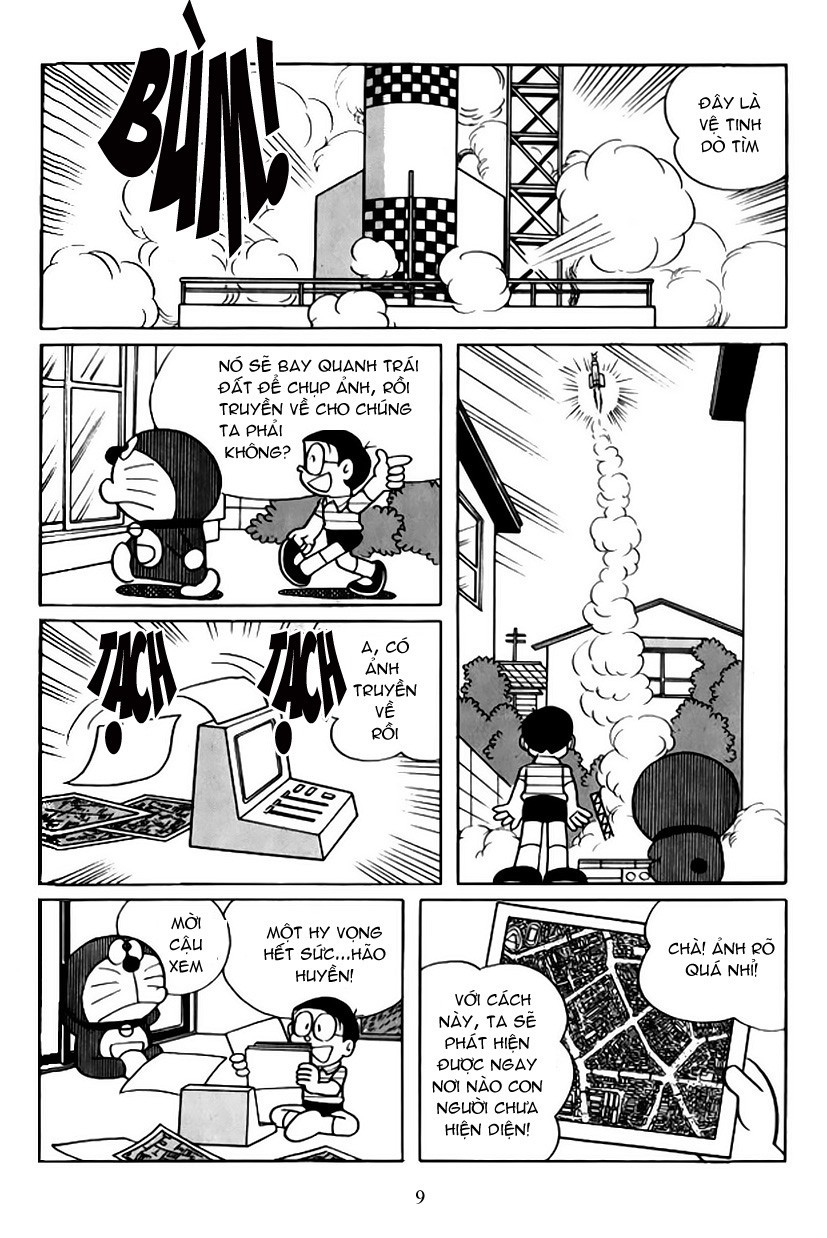 BÙM!
ĐÂY LÀ
VỆ TINH
DÒ TÌM
NÓ SẼ BAY QUANH TRÁI
ĐẤT ĐỂ CHỤP ẢNH, RỒI
TRUYỀN VỀ CHO CHÚNG
TA PHẢI
KHÔNG?
TẠCH
TẠCH
A, CÓ
ẢNH
TRUYỀN
VỀ
RỒI
MỜI
CẬU
XEM
MỘT HY VỌNG
HẾT SỨC...HÃO
HUYỀN!
CHÀ! ẢNH RÕ
QUÁ NHỈ!
VỚI CÁCH
NÀY, TA SẼ
PHÁT HIỆN
ĐƯỢC NGAY
NƠI NÀO CON
NGƯỜI CHƯA
HIỆN DIỆN!
9